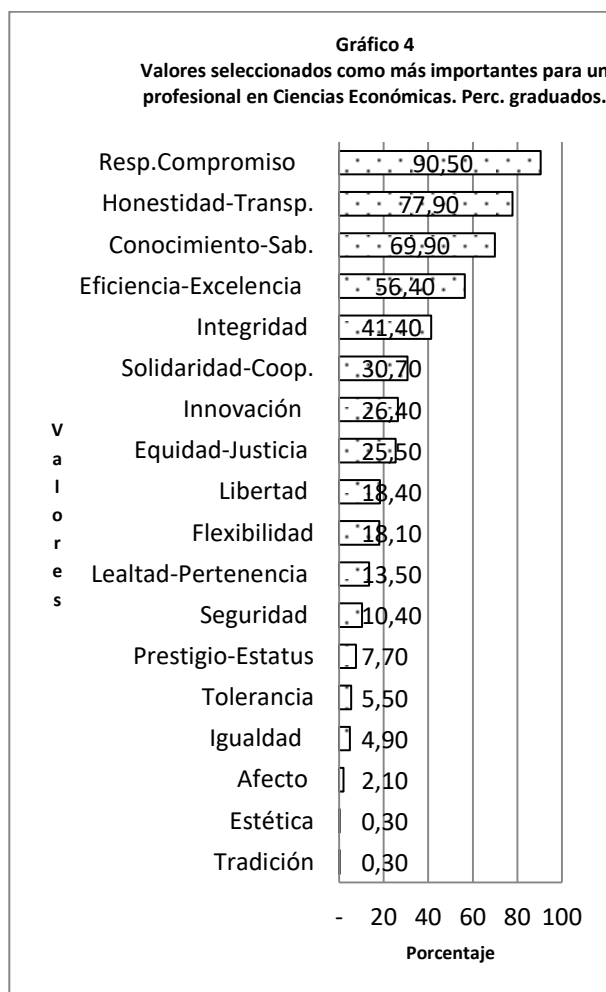 Gráfico 4
Valores seleccionados como más importantes para un
profesional en Ciencias Económicas. Perc. graduados.
Valores
Resp.Compromiso 90,50
Honestidad-Transp. 77,90
Conocimiento-Sab. 69,90
Eficiencia-Excelencia 56,40
Integridad 41,40
Solidaridad-Coop. 30,70
Innovación 26,40
Equidad-Justicia 25,50
Libertad 18,40
Flexibilidad 18,10
Lealtad-Pertenencia 13,50
Seguridad 10,40
Prestigio-Estatus 7,70
Tolerancia 5,50
Igualdad 4,90
Afecto 2,10
Estética 0,30
Tradición 0,30
- 20 40 60 80 100
Porcentaje